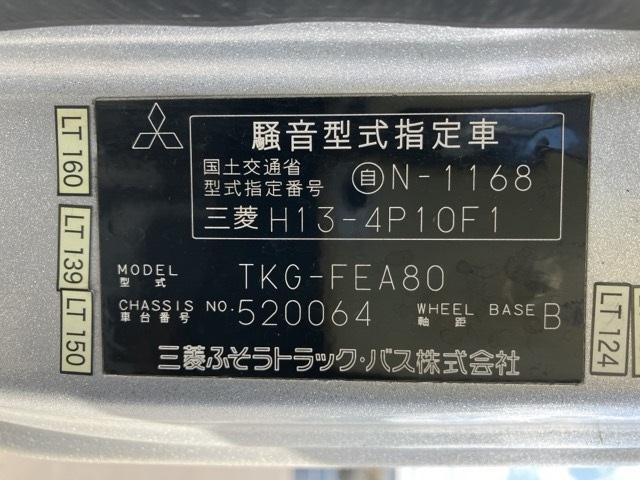 騒音型式指定車
国土交通省
型式指定番号 自N-1168
三菱 H13-4P10F1
MODEL
型式 TKG-FEA80
CHASSIS NO.
車台番号 520064 WHEEL BASE
軸距 B
三菱ふそうトラック・バス株式会社
LT 160
LT 139
LT 150
LT 124